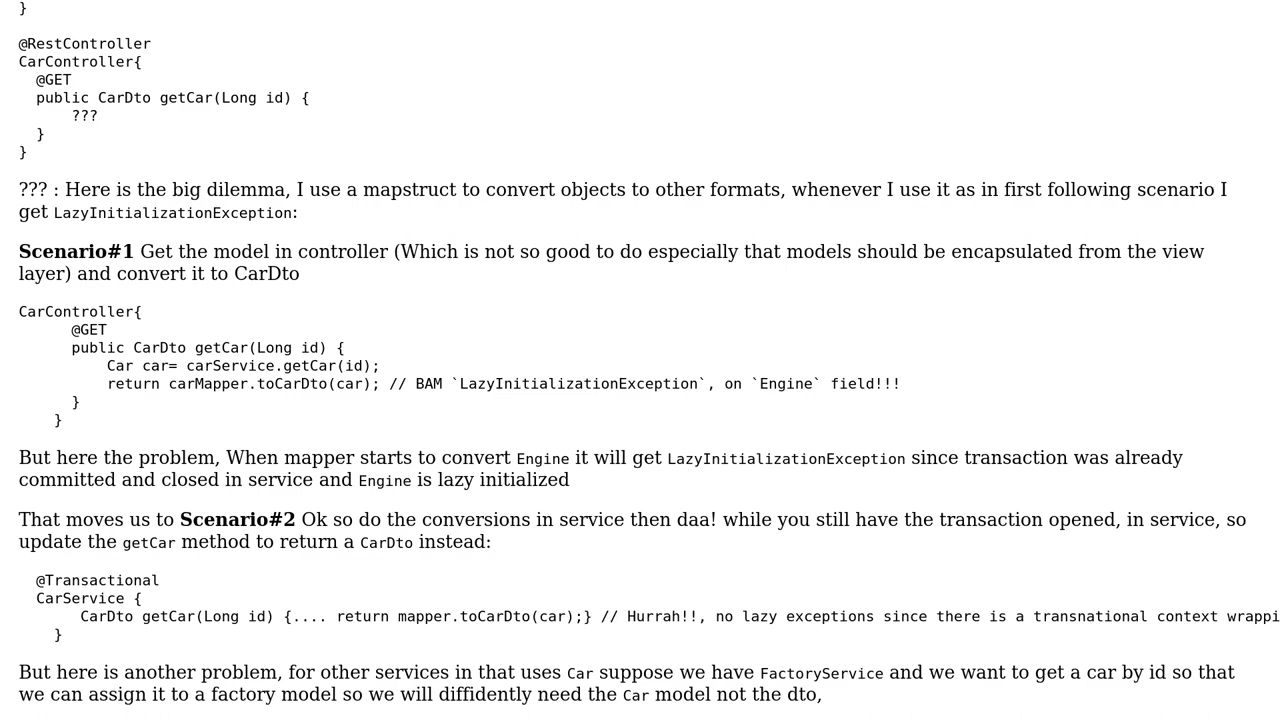 }
@RestController
CarController{
  @GET
  public CarDto getCar(Long id) {
      ???
  }
}
??? : Here is the big dilemma, I use a mapstruct to convert objects to other formats, whenever I use it as in first following scenario I
get LazyInitializationException:
Scenario#1 Get the model in controller (Which is not so good to do especially that models should be encapsulated from the view
layer) and convert it to CarDto
CarController{
      @GET
      public CarDto getCar(Long id) {
          Car car= carService.getCar(id);
          return carMapper.toCarDto(car); // BAM `LazyInitializationException`, on `Engine` field!!!
      }
    }
But here the problem, When mapper starts to convert Engine it will get LazyInitializationException since transaction was already
committed and closed in service and Engine is lazy initialized
That moves us to Scenario#2 Ok so do the conversions in service then daa! while you still have the transaction opened, in service, so
update the getCar method to return a CarDto instead:
  @Transactional
  CarService {
       CarDto getCar(Long id) {.... return mapper.toCarDto(car);} // Hurrah!!, no lazy exceptions since there is a transnational context wrappi
    }
But here is another problem, for other services in that uses Car suppose we have FactoryService and we want to get a car by id so that
we can assign it to a factory model so we will diffidently need the Car model not the dto,